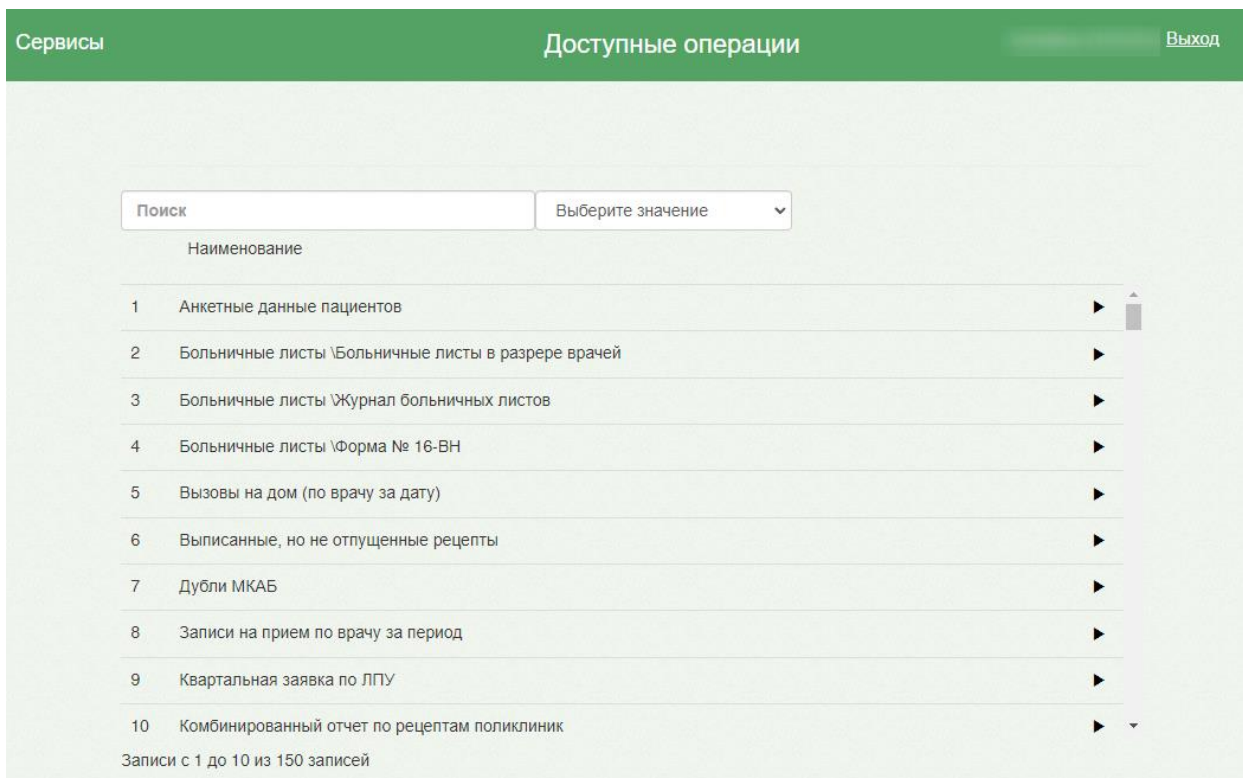 Сервисы Доступные операции Выход
Поиск Выберите значение
Наименование
1 Анкетные данные пациентов
2 Больничные листы \Больничные листы в разрере врачей
3 Больничные листы \Журнал больничных листов
4 Больничные листы \Форма № 16-ВН
5 Вызовы на дом (по врачу за дату)
6 Выписанные, но не отпущенные рецепты
7 Дубли МКАБ
8 Записи на прием по врачу за период
9 Квартальная заявка по ЛПУ
10 Комбинированный отчет по рецептам поликлиник
Записи с 1 до 10 из 150 записей